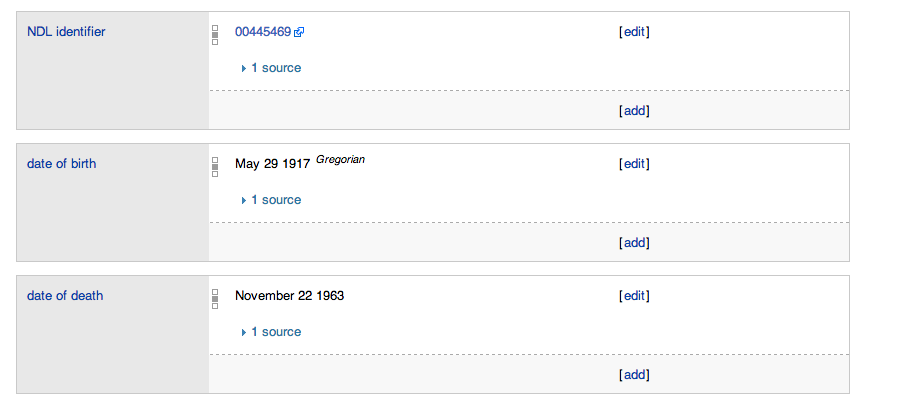 NDL identifier 00445469 [edit]
1 source
[add]
date of birth May 29 1917 Gregorian [edit]
1 source
[add]
date of death November 22 1963 [edit]
1 source
[add]